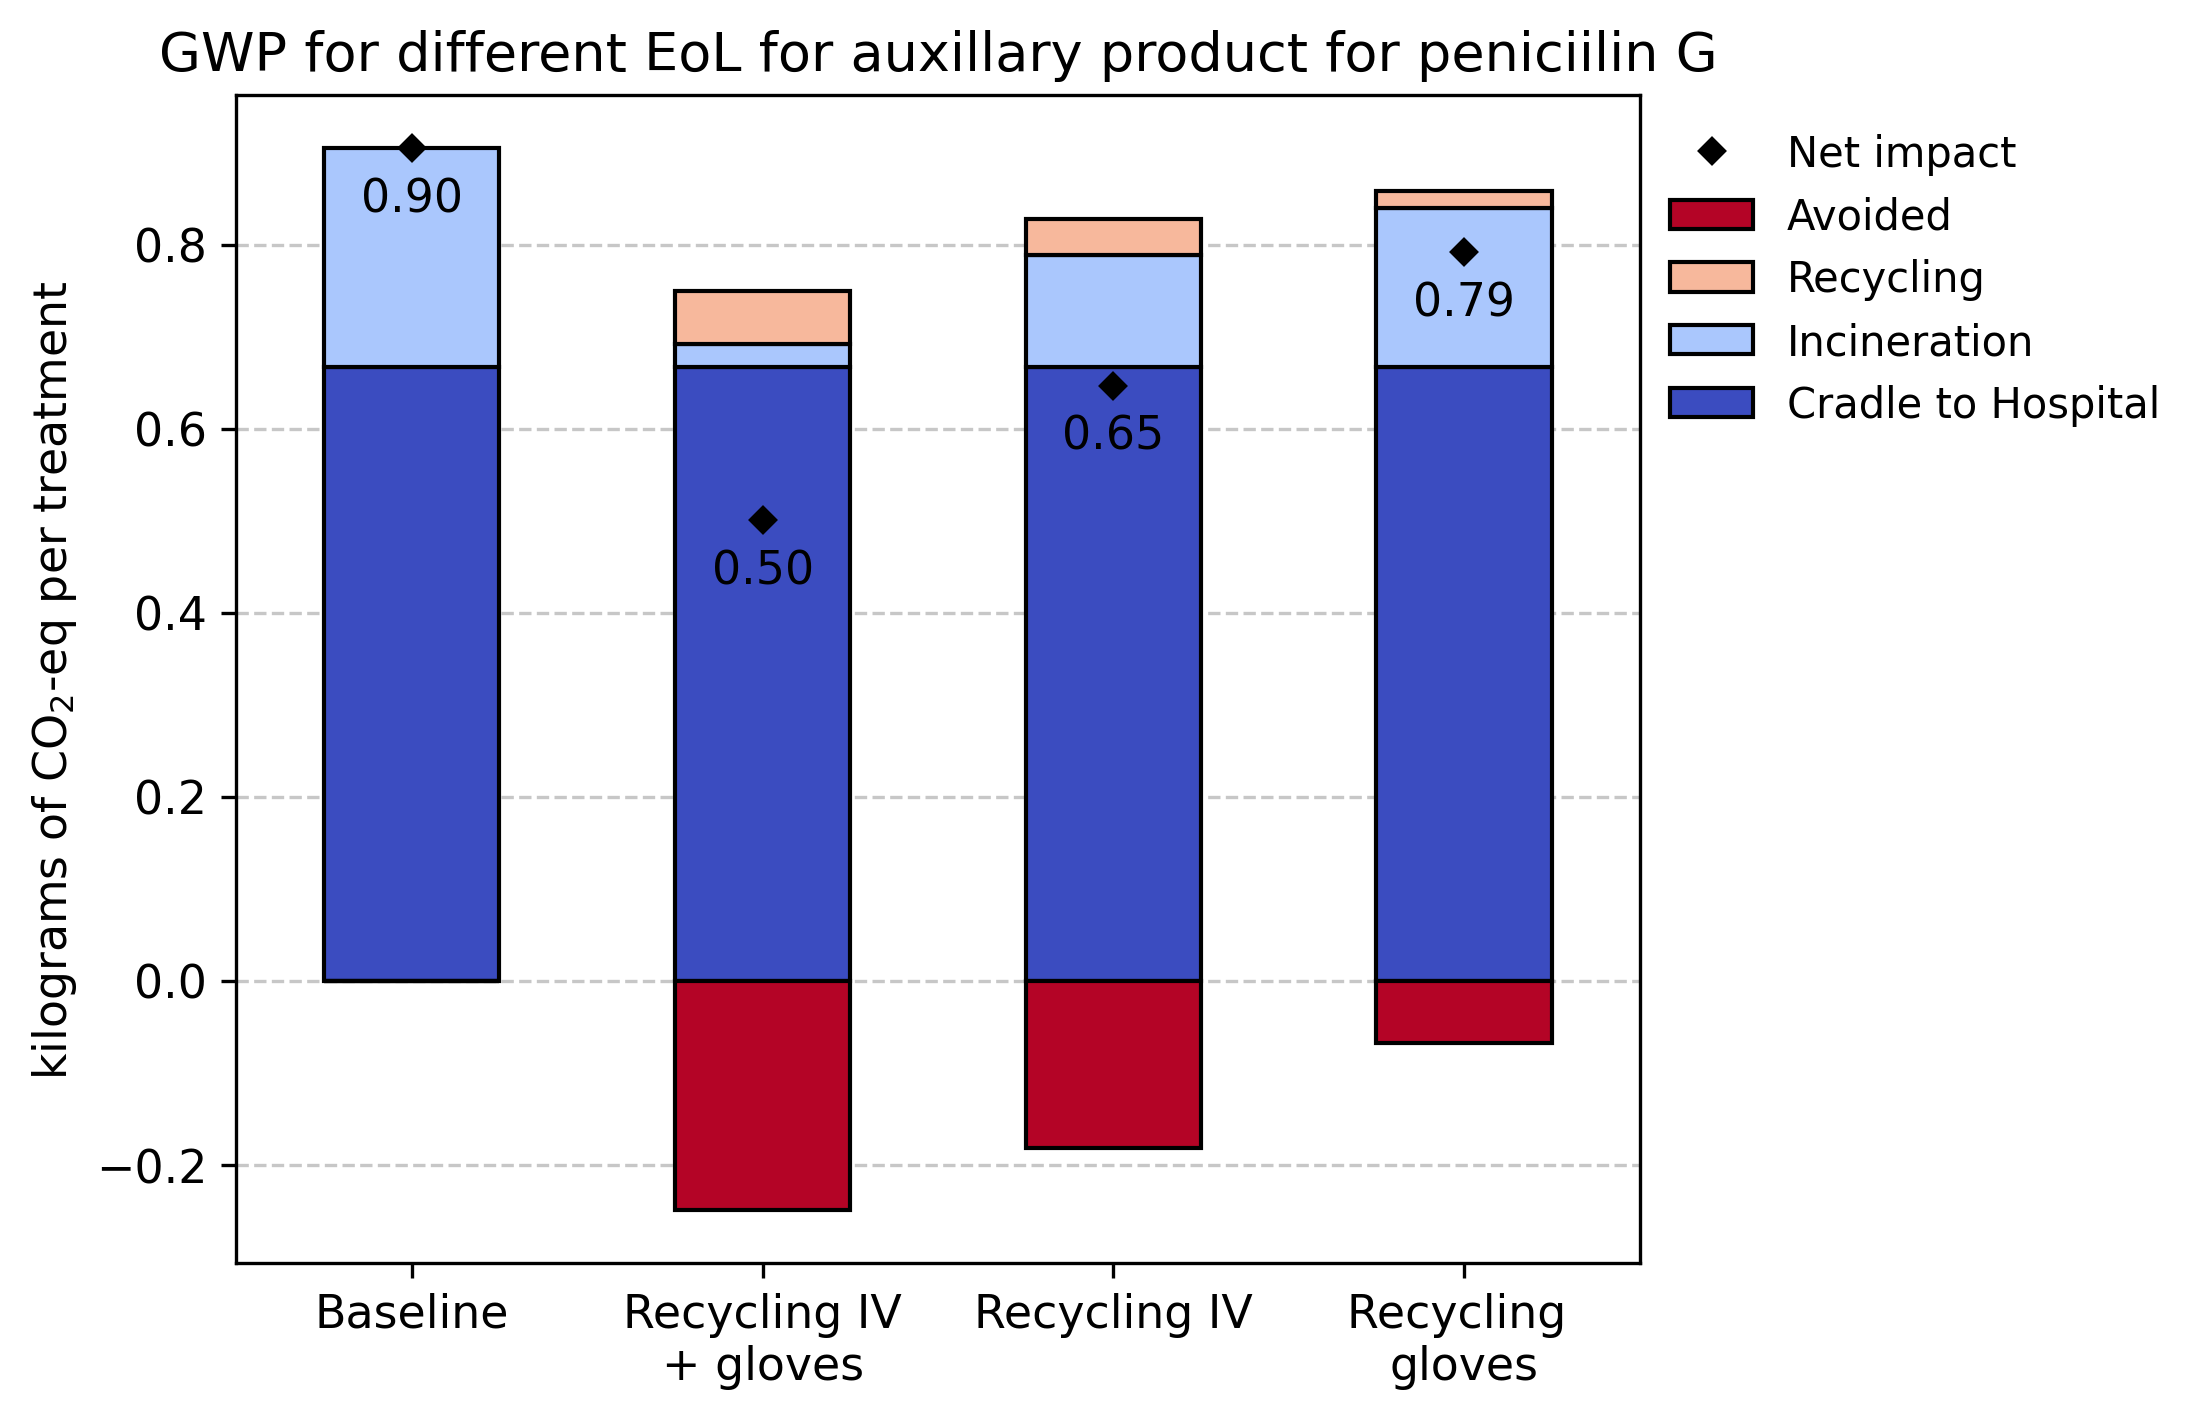 GWP for different EoL for auxillary product for peniciilin G
kilograms of CO₂-eq per treatment
0.8
0.6
0.4
0.2
0.0
−0.2
0.90
0.50
0.65
0.79
Baseline
Recycling IV
+ gloves
Recycling IV
Recycling
gloves
Net impact
Avoided
Recycling
Incineration
Cradle to Hospital